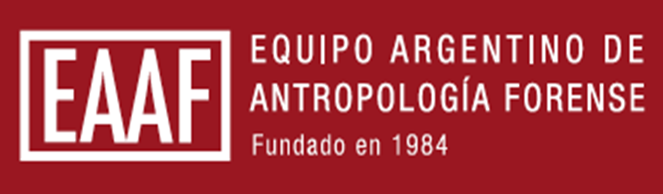 EAAF
EQUIPO ARGENTINO DE
ANTROPOLOGÍA FORENSE
Fundado en 1984